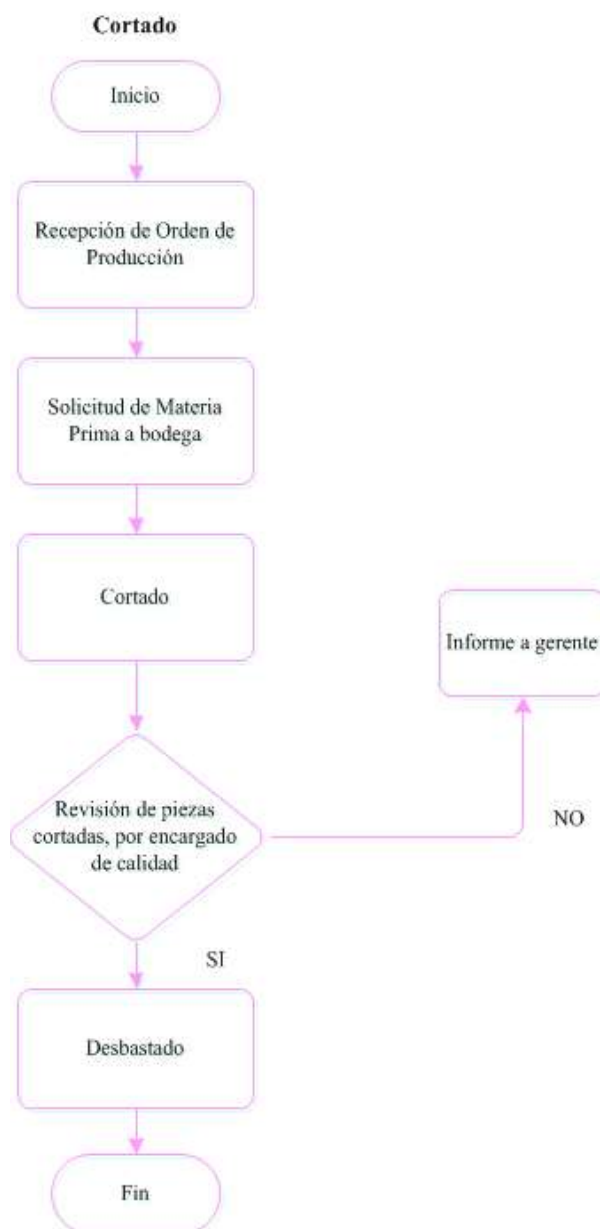 Cortado
Inicio
Recepción de Orden de
Producción
Solicitud de Materia
Prima a bodega
Cortado
Informe a gerente
Revisión de piezas
cortadas, por encargado
de calidad
NO
SI
Desbastado
Fin